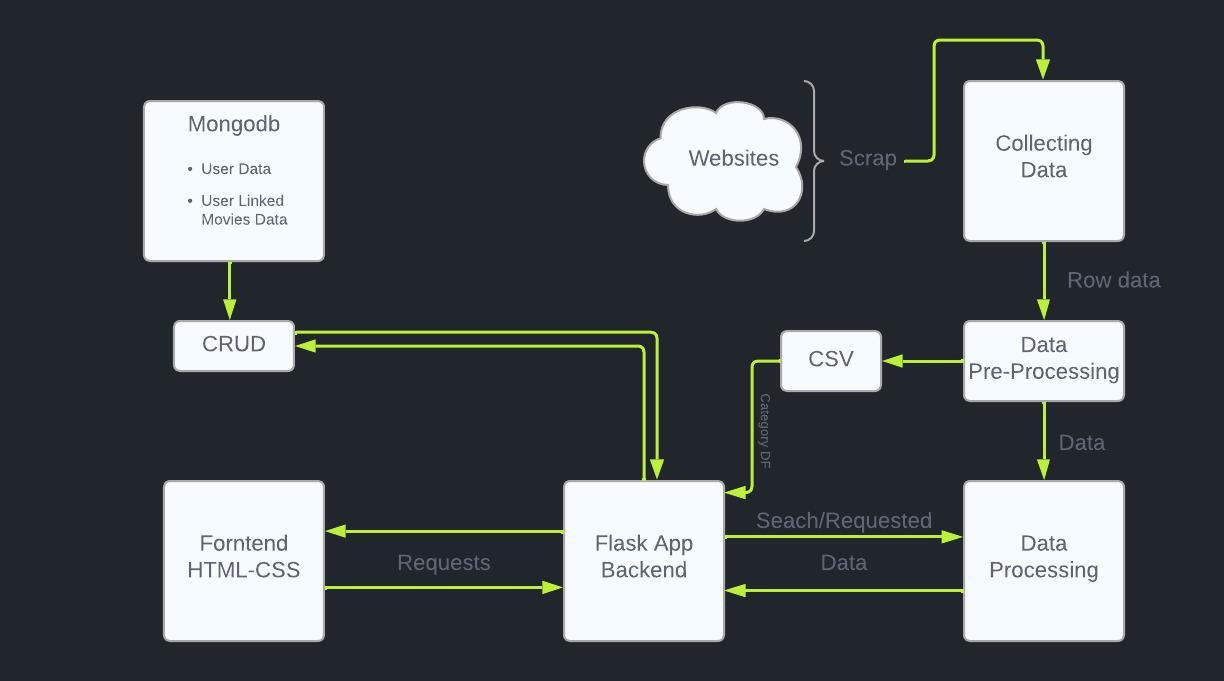 Mongodb
• User Data
• User Linked
Movies Data
Websites
Scrap
Collecting
Data
Row data
CRUD
CSV
Data
Pre-Processing
Category DF
Data
Forntend
HTML-CSS
Requests
Flask App
Backend
Seach/Requested
Data
Data
Processing